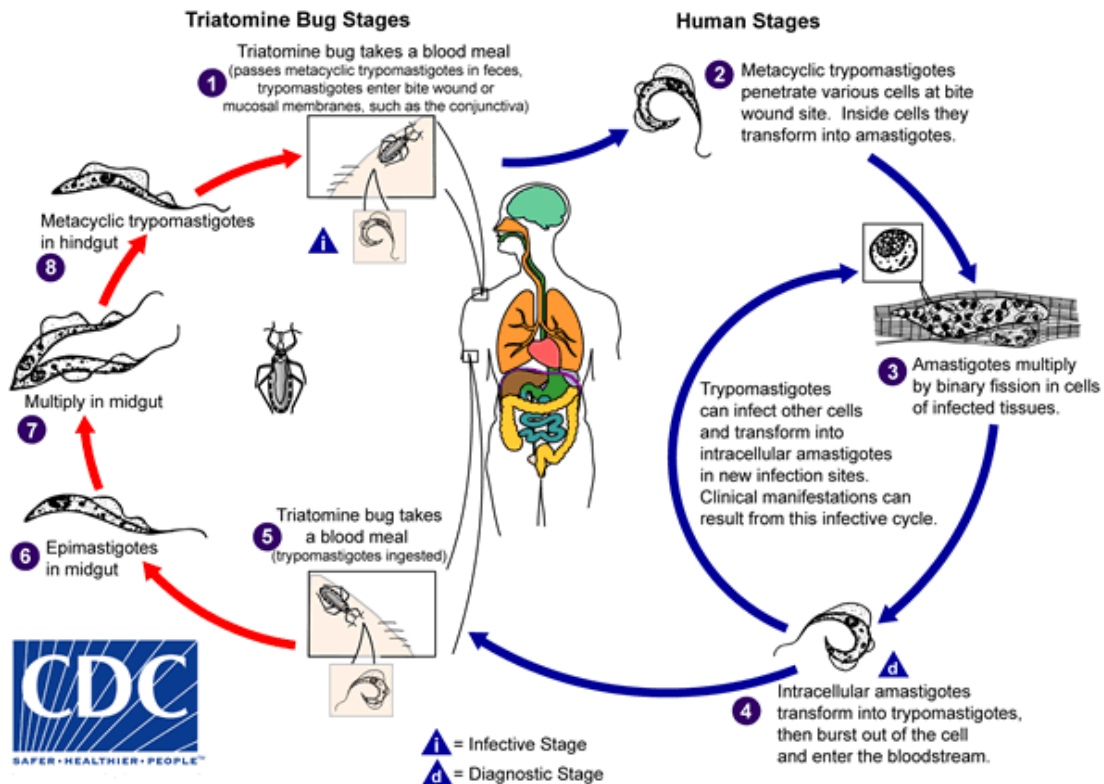 Triatomine Bug Stages
Human Stages
Triatomine bug takes a blood meal
(passes metacyclic trypomastigotes in feces,
trypomastigotes enter bite wound or
mucosal membranes, such as the conjunctiva)
1
i
2
Metacyclic trypomastigotes
penetrate various cells at bite
wound site. Inside cells they
transform into amastigotes.
3
Amastigotes multiply
by binary fission in cells
of infected tissues.
Trypomastigotes
can infect other cells
and transform into
intracellular amastigotes
in new infection sites.
Clinical manifestations can
result from this infective cycle.
d
4
Intracellular amastigotes
transform into trypomastigotes,
then burst out of the cell
and enter the bloodstream.
5
Triatomine bug takes
a blood meal
(trypomastigotes ingested)
6
Epimastigotes
in midgut
Multiply in midgut
7
Metacyclic trypomastigotes
in hindgut
8
CDC
SAFER•HEALTHIER•PEOPLE™
i = Infective Stage
d = Diagnostic Stage